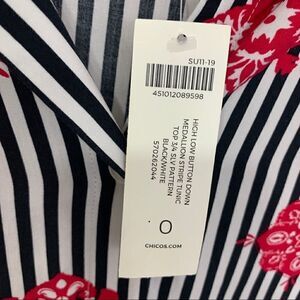 SU11-19
451012089598
HIGH LOW BUTTON DOWN
MEDALLION STRIPE TUNIC
TOP 3/4 SLV PATTERN
BLACK/WHITE
570262044
0
CHICOS.COM